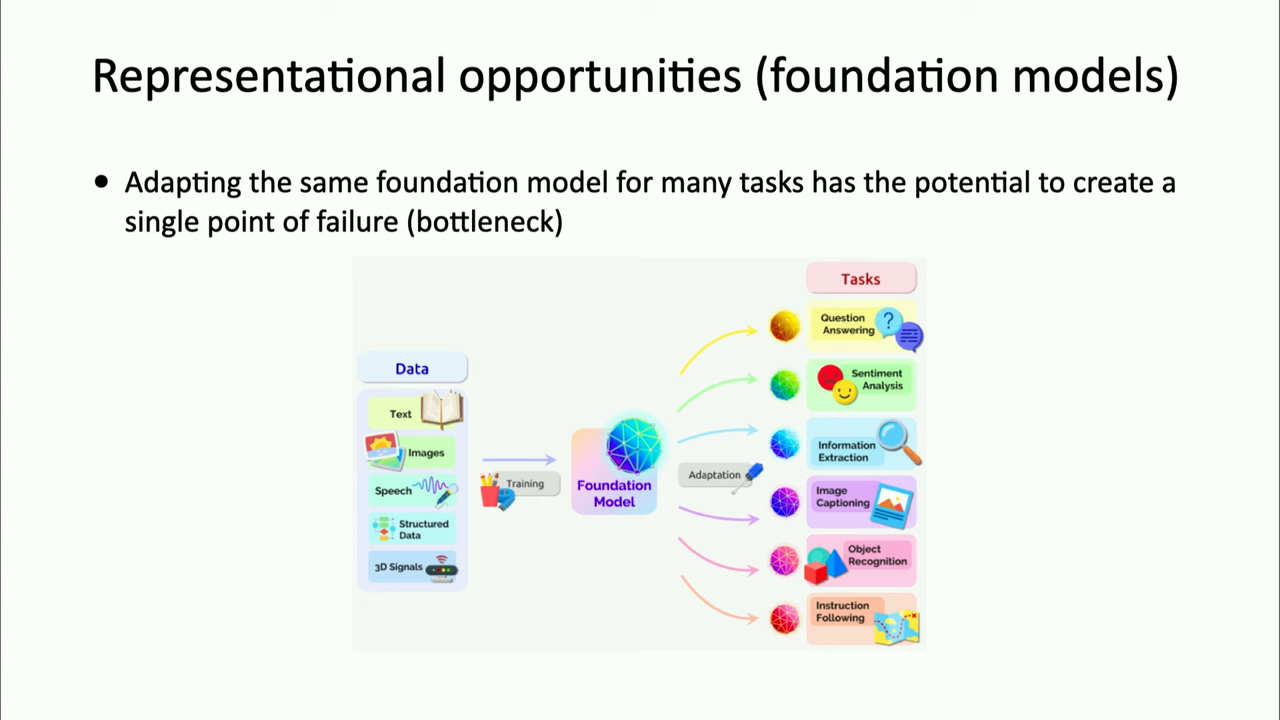 Representational opportunities (foundation models)
• Adapting the same foundation model for many tasks has the potential to create a
single point of failure (bottleneck)
Data
Text
Images
Speech
Structured
Data
3D Signals
Training
Foundation
Model
Adaptation
Tasks
Question
Answering
?
Sentiment
Analysis
Information
Extraction
Image
Captioning
Object
Recognition
Instruction
Following